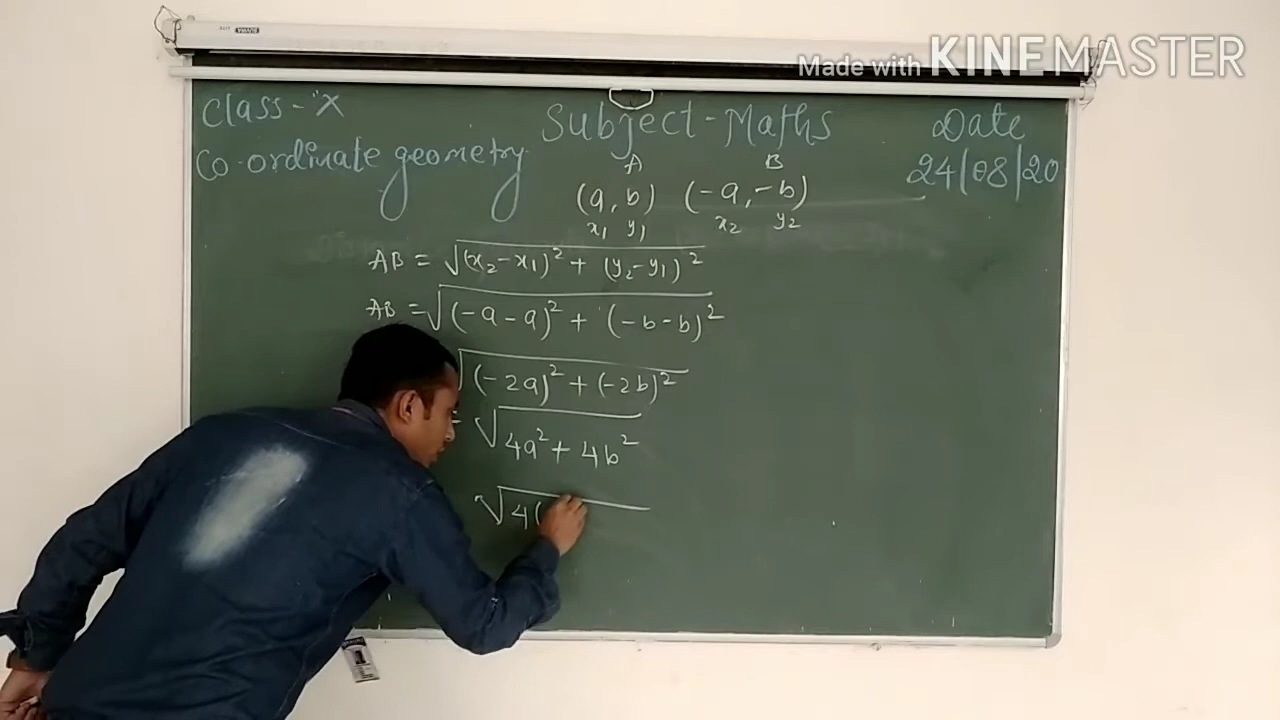 Made with KINEMASTER
Class - "X
Subject - Maths
Date
Co-ordinate geometry
24/08/20
A B
(a, b) (-a, -b)
x₁ y₁ x₂ y₂
AB = √(x₂ - x₁)² + (y₂ - y₁)²
AB = √(-a - a)² + (-b - b)²
√(-2a)² + (-2b)²
= √4a² + 4b²
√4(